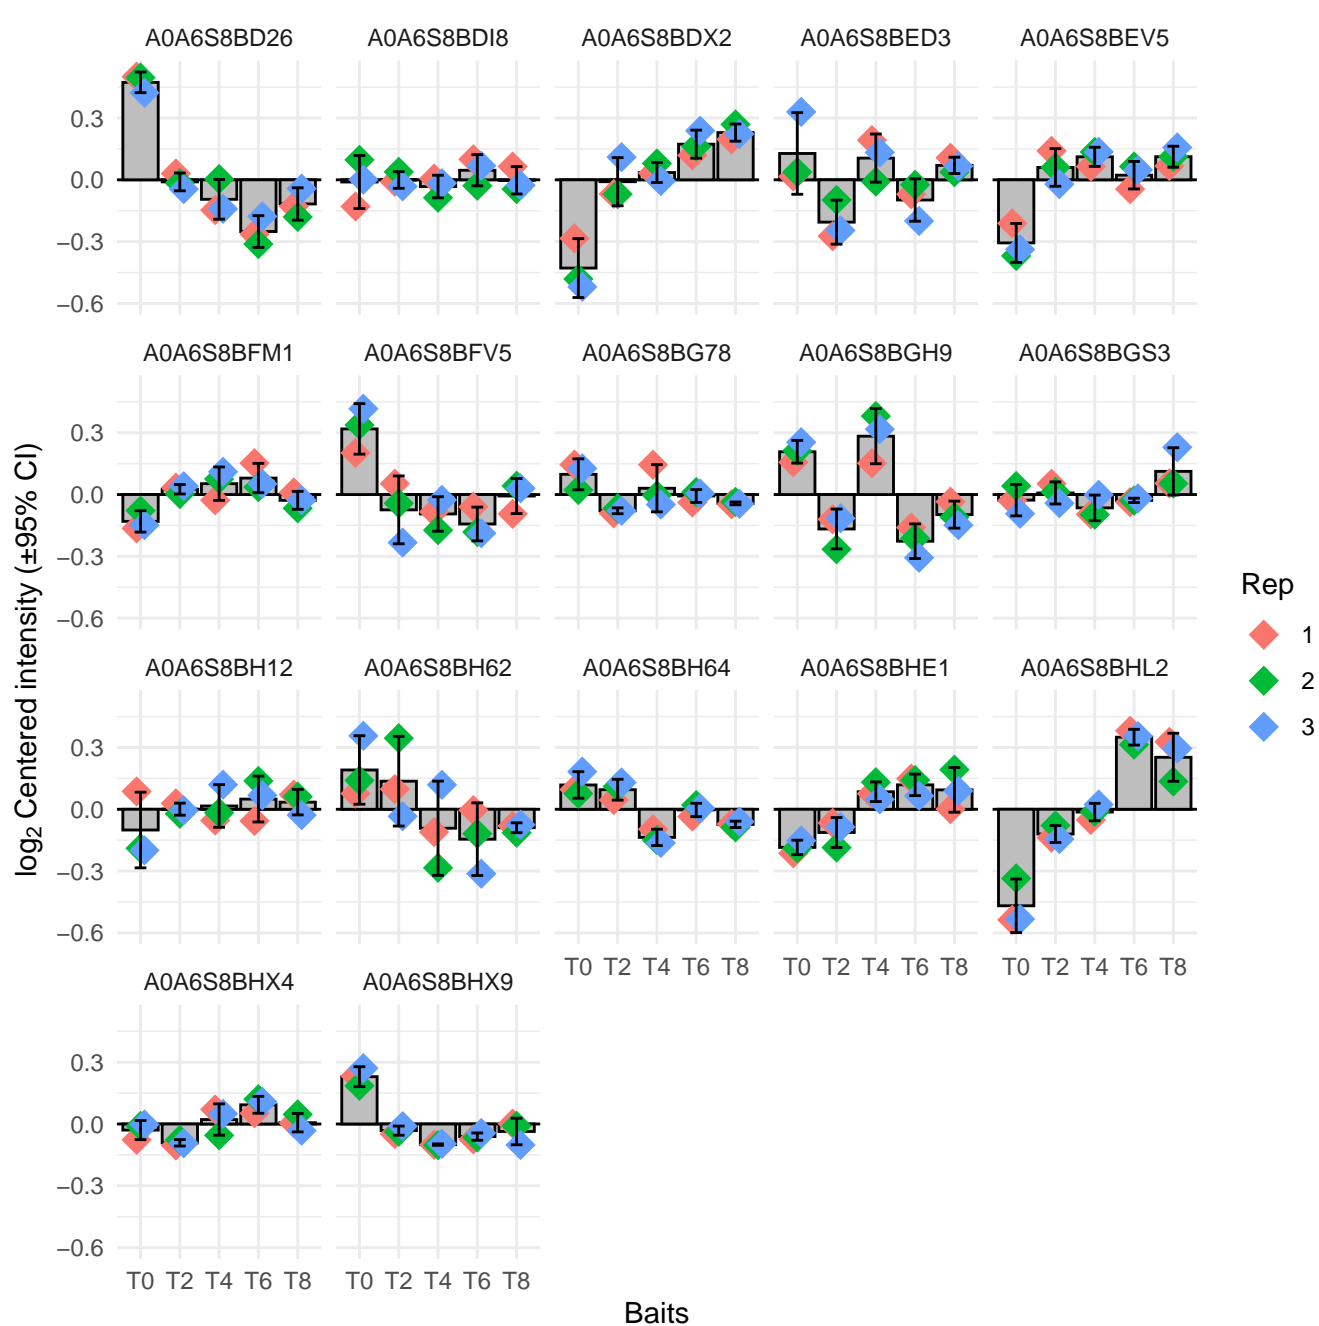 A0A6S8BD26 A0A6S8BDI8 A0A6S8BDX2 A0A6S8BED3 A0A6S8BEV5
0.3
0.0
−0.3
−0.6
A0A6S8BFM1 A0A6S8BFV5 A0A6S8BG78 A0A6S8BGH9 A0A6S8BGS3
0.3
0.0
−0.3
−0.6
A0A6S8BH12 A0A6S8BH62 A0A6S8BH64 A0A6S8BHE1 A0A6S8BHL2
0.3
0.0
−0.3
−0.6
T0 T2 T4 T6 T8 T0 T2 T4 T6 T8 T0 T2 T4 T6 T8
A0A6S8BHX4 A0A6S8BHX9
0.3
0.0
−0.3
−0.6
T0 T2 T4 T6 T8 T0 T2 T4 T6 T8
Baits
log2 Centered intensity (±95% CI)
Rep
1
2
3